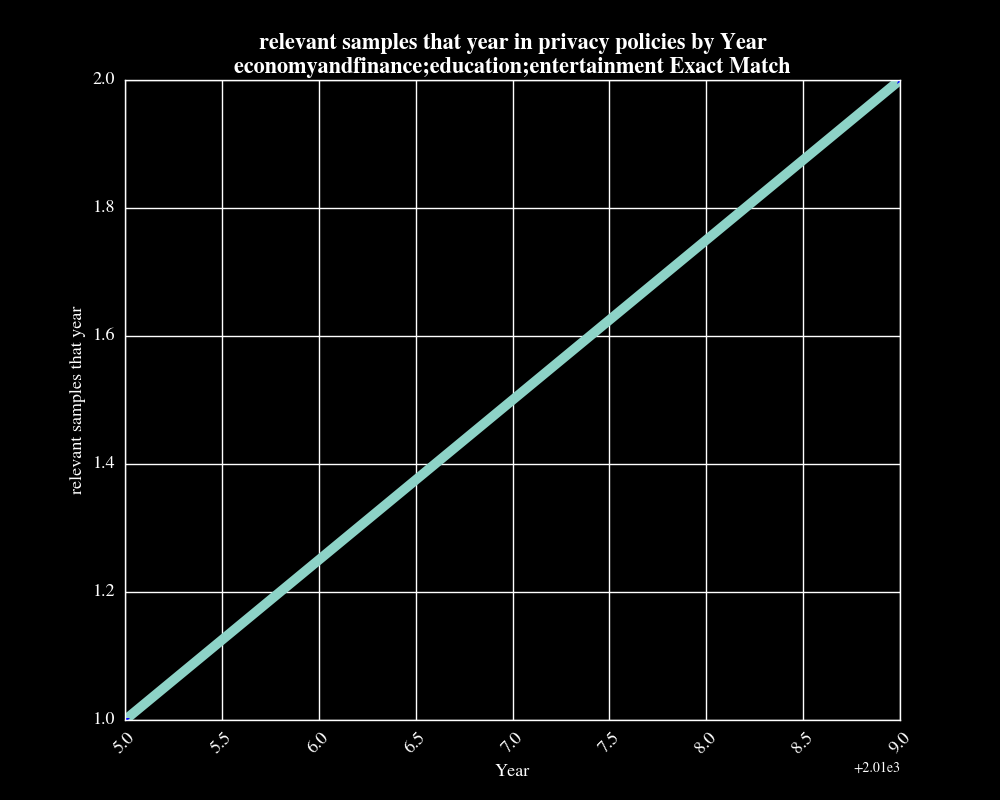 relevant samples that year in privacy policies by Year
economyandfinance;education;entertainment Exact Match
2.0
1.8
1.6
1.4
1.2
1.0
relevant samples that year
5.0 5.5 6.0 6.5 7.0 7.5 8.0 8.5 9.0
Year
+2.01e3